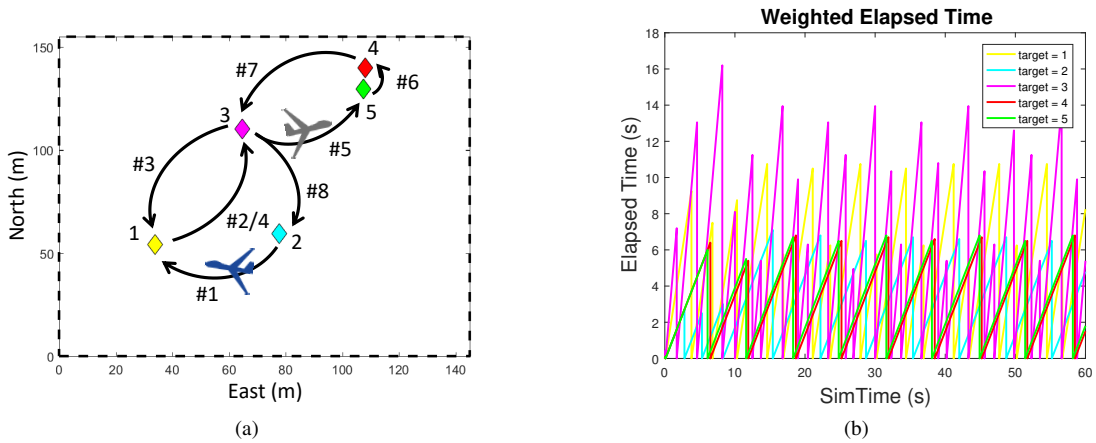 150
100
50
0
North (m)
0 20 40 60 80 100 120 140
East (m)
4
#7
#6
5
3
#5
#3
#8
#2/4
1
2
#1
(a)
Weighted Elapsed Time
18
16
14
12
10
8
6
4
2
0
Elapsed Time (s)
target = 1
target = 2
target = 3
target = 4
target = 5
0 10 20 30 40 50 60
SimTime (s)
(b)